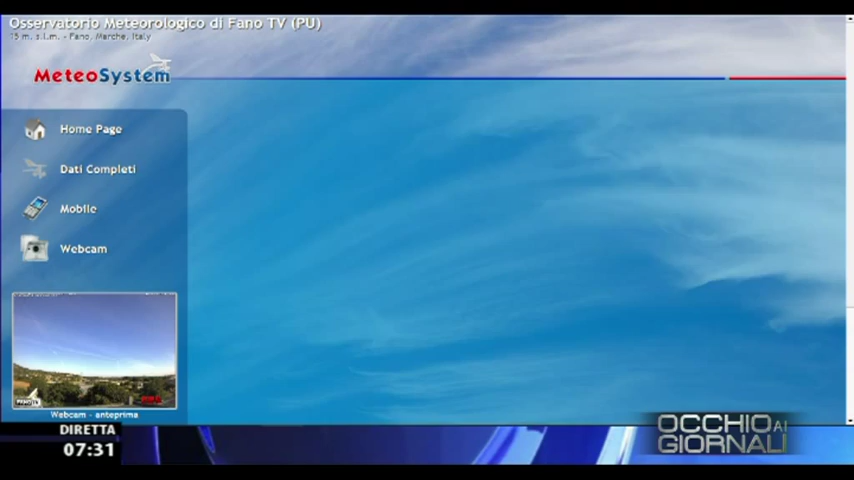 Osservatorio Meteorologico di Fano TV (PU)
15 m. s.l.m. - Fano, Marche, Italy
MeteoSystem
Home Page
Dati Completi
Mobile
Webcam
Webcam - anteprima
DIRETTA
07:31
OCCHIO AI
GIORNALI